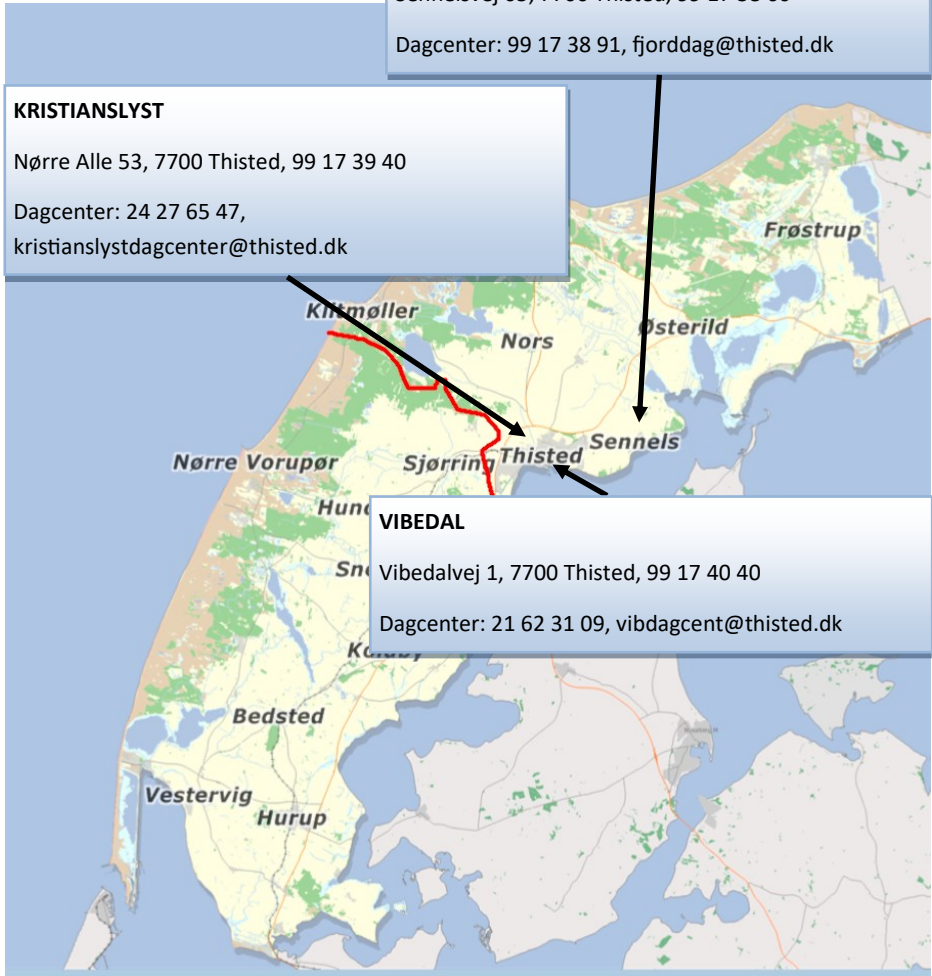 Dagcenter: 99 17 38 91, fjorddag@thisted.dk
KRISTIANSLYST
Nørre Alle 53, 7700 Thisted, 99 17 39 40
Dagcenter: 24 27 65 47,
kristianslystdagcenter@thisted.dk
Frøstrup
Klitmøller
Nors
Østerild
Nørre Vorupør
Sjørring
Thisted
Sennels
VIBEDAL
Vibedalvej 1, 7700 Thisted, 99 17 40 40
Dagcenter: 21 62 31 09, vibdagcent@thisted.dk
Bedsted
Vestervig
Hurup